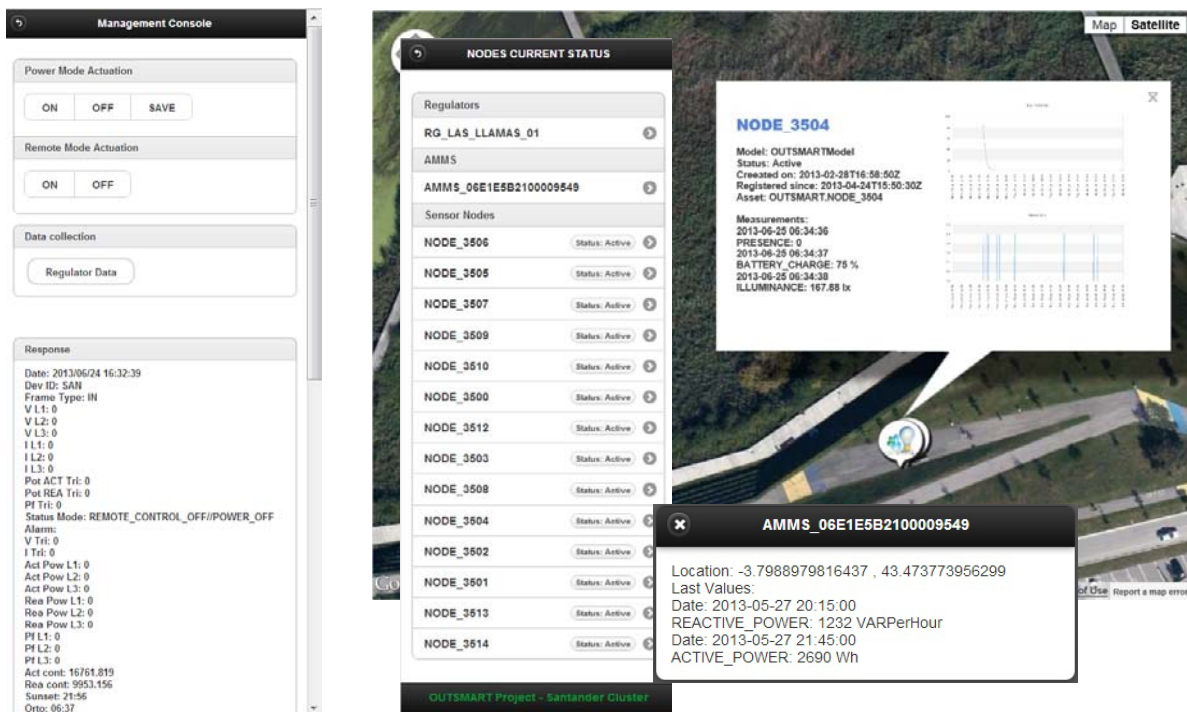 Management Console
Power Mode Actuation
ON OFF SAVE
Remote Mode Actuation
ON OFF
Data collection
Regulator Data
Response
Date: 2013/06/24 16:32:39
Dev ID: SAN
Frame Type: IN
V L1: 0
V L2: 0
V L3: 0
I L1: 0
I L2: 0
I L3: 0
Pot ACT Tri: 0
Pot REA Tri: 0
Pf Tri: 0
Status Mode: REMOTE_CONTROL_OFF//POWER_OFF
Alarm:
V Tri: 0
I Tri: 0
Act Pow L1: 0
Act Pow L2: 0
Act Pow L3: 0
Rea Pow L1: 0
Rea Pow L2: 0
Rea Pow L3: 0
Pf L1: 0
Pf L2: 0
Pf L3: 0
Act cont: 16761.819
Rea cont: 9953.156
Sunset: 21:56
Orto: 06:37
NODES CURRENT STATUS
Regulators
RG_LAS_LLAMAS_01
AMMS
AMMS_06E1E5B2100009549
Sensor Nodes
NODE_3506 Status: Active
NODE_3505 Status: Active
NODE_3507 Status: Active
NODE_3509 Status: Active
NODE_3510 Status: Active
NODE_3500 Status: Active
NODE_3512 Status: Active
NODE_3503 Status: Active
NODE_3508 Status: Active
NODE_3504 Status: Active
NODE_3502 Status: Active
NODE_3501 Status: Active
NODE_3513 Status: Active
NODE_3514 Status: Active
OUTSMART Project - Santander Cluster
Map Satellite
NODE_3504
Model: OUTSMARTModel
Status: Active
Creeated on: 2013-02-28T16:58:50Z
Registered since: 2013-04-24T15:50:30Z
Asset: OUTSMART.NODE_3504
Measurements:
2013-06-25 06:34:36
PRESENCE: 0
2013-06-25 06:34:37
BATTERY_CHARGE: 75 %
2013-06-25 06:34:38
ILLUMINANCE: 167.88 lx
AMMS_06E1E5B2100009549
Location: -3.7988979816437 , 43.473773956299
Last Values:
Date: 2013-05-27 20:15:00
REACTIVE_POWER: 1232 VARPerHour
Date: 2013-05-27 21:45:00
ACTIVE_POWER: 2690 Wh
Go
of Use Report a map error